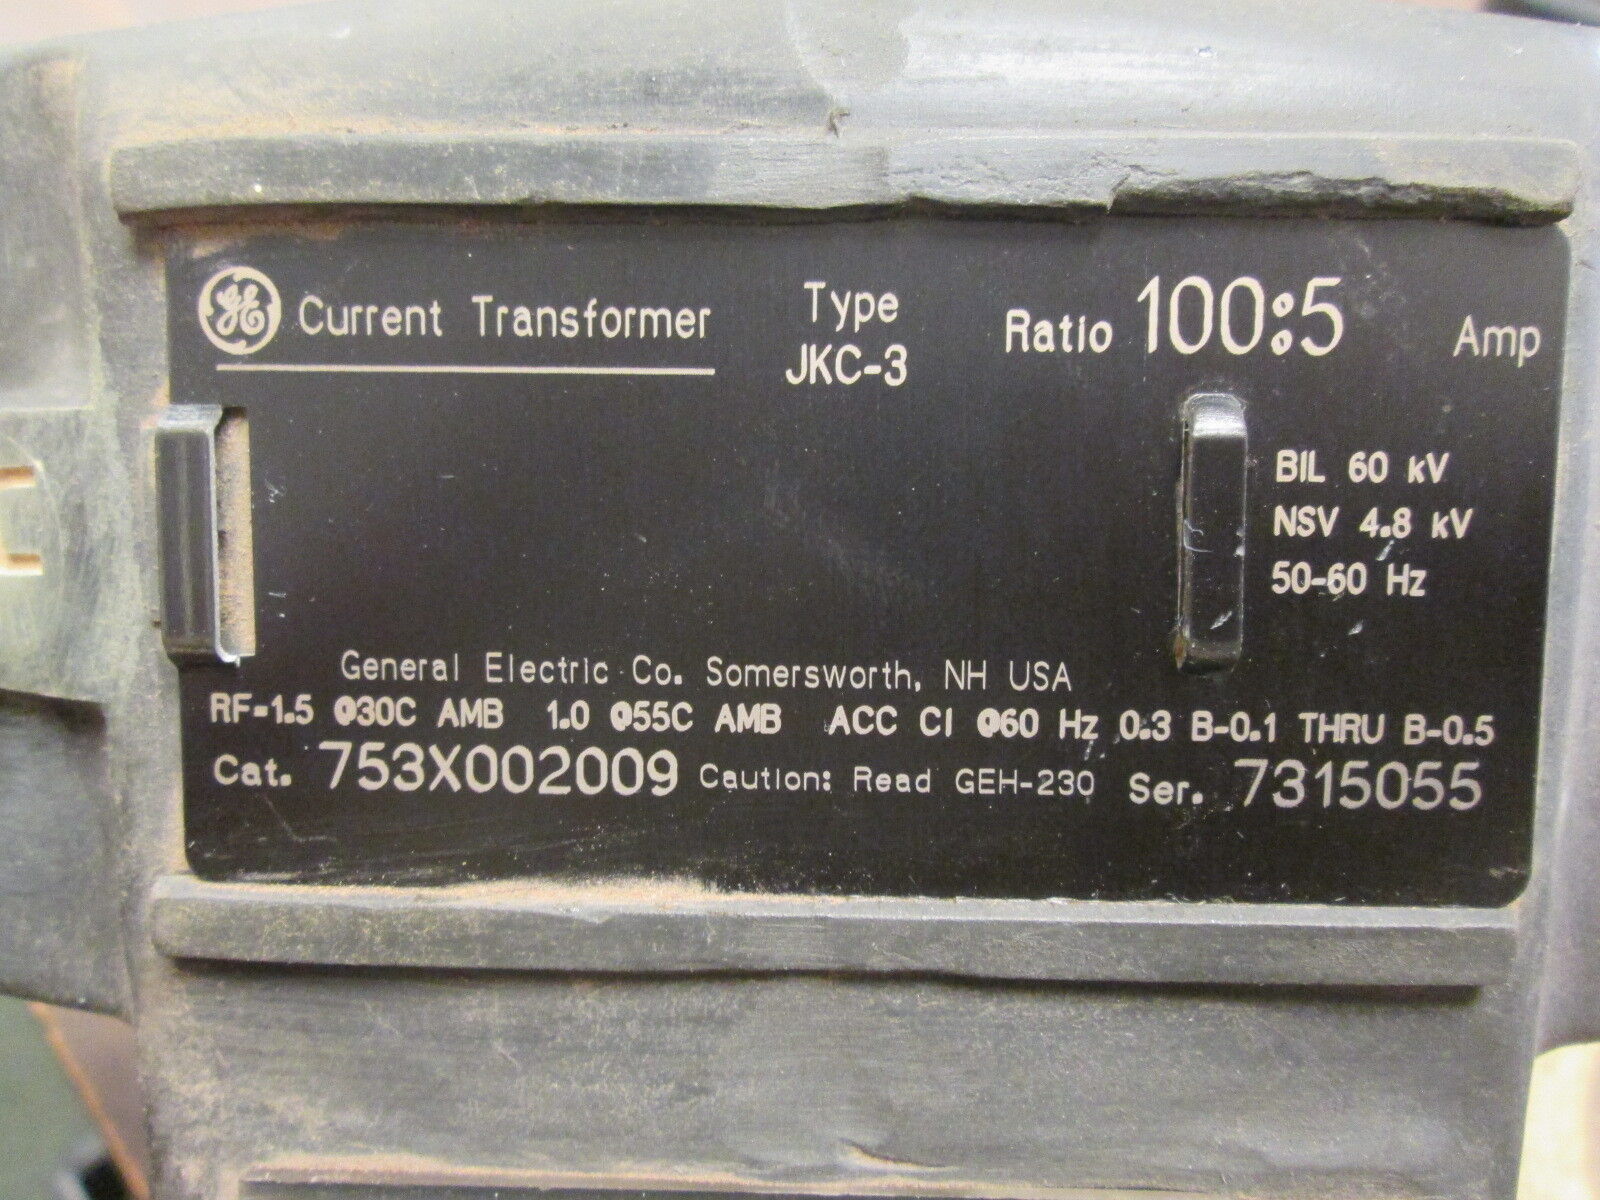 GE Current Transformer Type JKC-3 Ratio 100:5 Amp
BIL 60 kV
NSV 4.8 kV
50-60 Hz
General Electric Co. Somersworth, NH USA
RF-1.5 @30C AMB 1.0 @55C AMB ACC CI @60 Hz 0.3 B-0.1 THRU B-0.5
Cat. 753X002009 Caution: Read GEH-230 Ser. 7315055